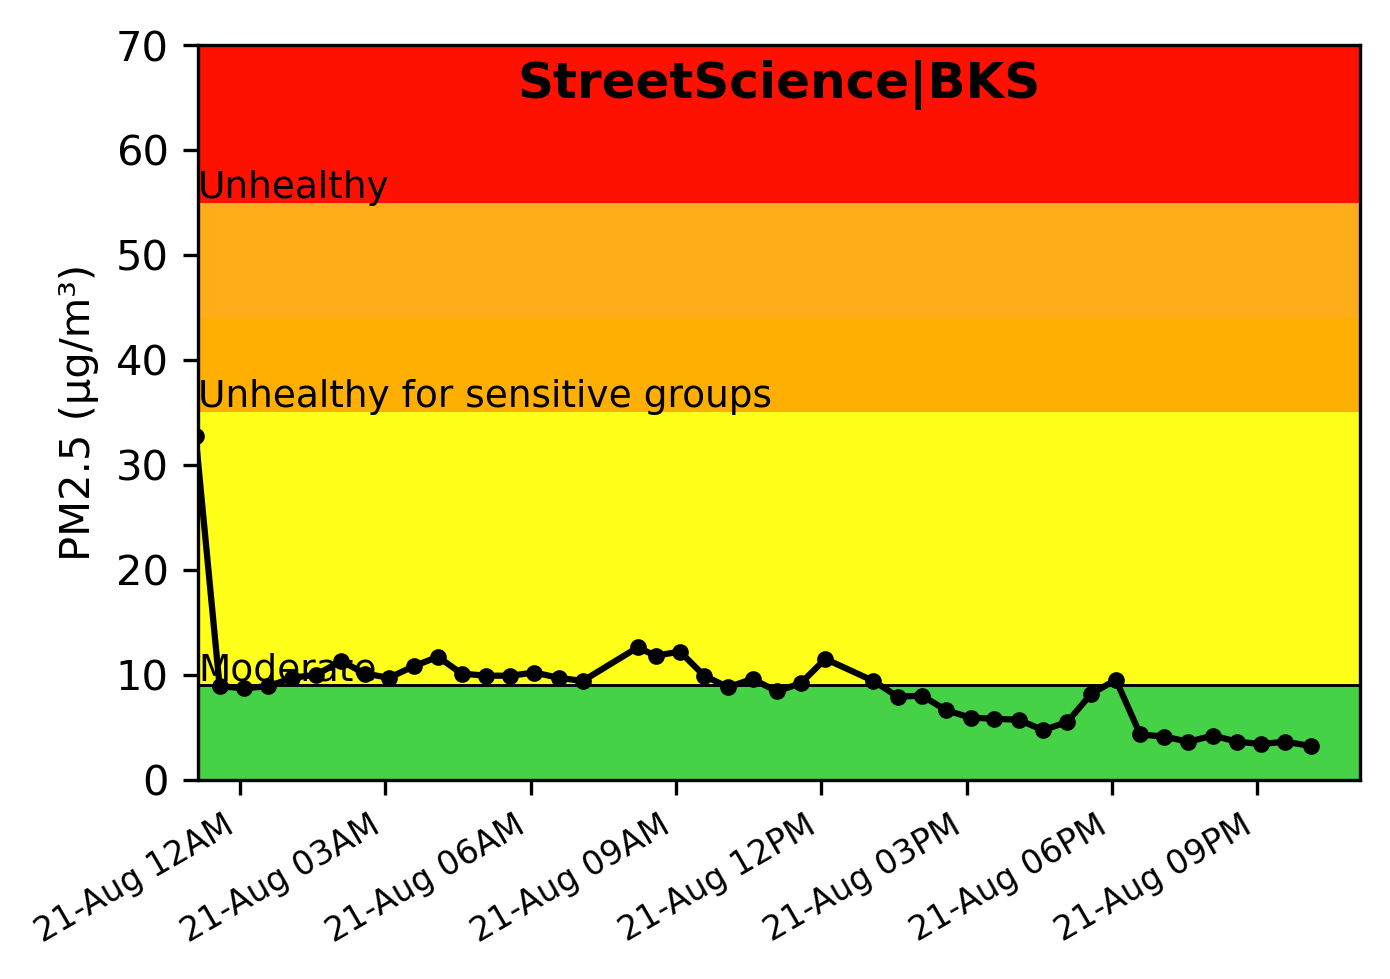 StreetScience|BKS
PM2.5 (µg/m³)
70
60
50
40
30
20
10
0
Unhealthy
Unhealthy for sensitive groups
Moderate
21-Aug 12AM
21-Aug 03AM
21-Aug 06AM
21-Aug 09AM
21-Aug 12PM
21-Aug 03PM
21-Aug 06PM
21-Aug 09PM